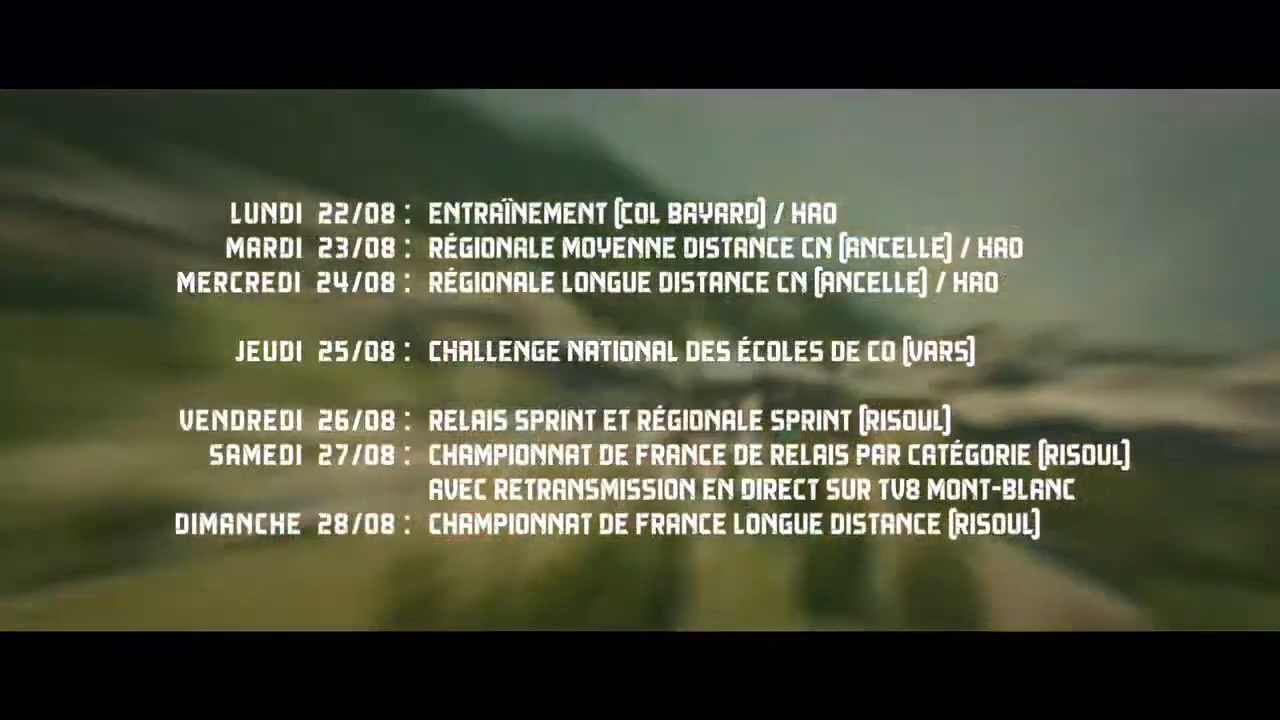 LUNDI 22/08 : ENTRAÎNEMENT (COL BAYARD) / HAO
MARDI 23/08 : RÉGIONALE MOYENNE DISTANCE CN (ANCELLE) / HAO
MERCREDI 24/08 : RÉGIONALE LONGUE DISTANCE CN (ANCELLE) / HAO
JEUDI 25/08 : CHALLENGE NATIONAL DES ÉCOLES DE CO (VARS)
VENDREDI 26/08 : RELAIS SPRINT ET RÉGIONALE SPRINT (RISOUL)
SAMEDI 27/08 : CHAMPIONNAT DE FRANCE DE RELAIS PAR CATÉGORIE (RISOUL)
AVEC RETRANSMISSION EN DIRECT SUR TV8 MONT-BLANC
DIMANCHE 28/08 : CHAMPIONNAT DE FRANCE LONGUE DISTANCE (RISOUL)